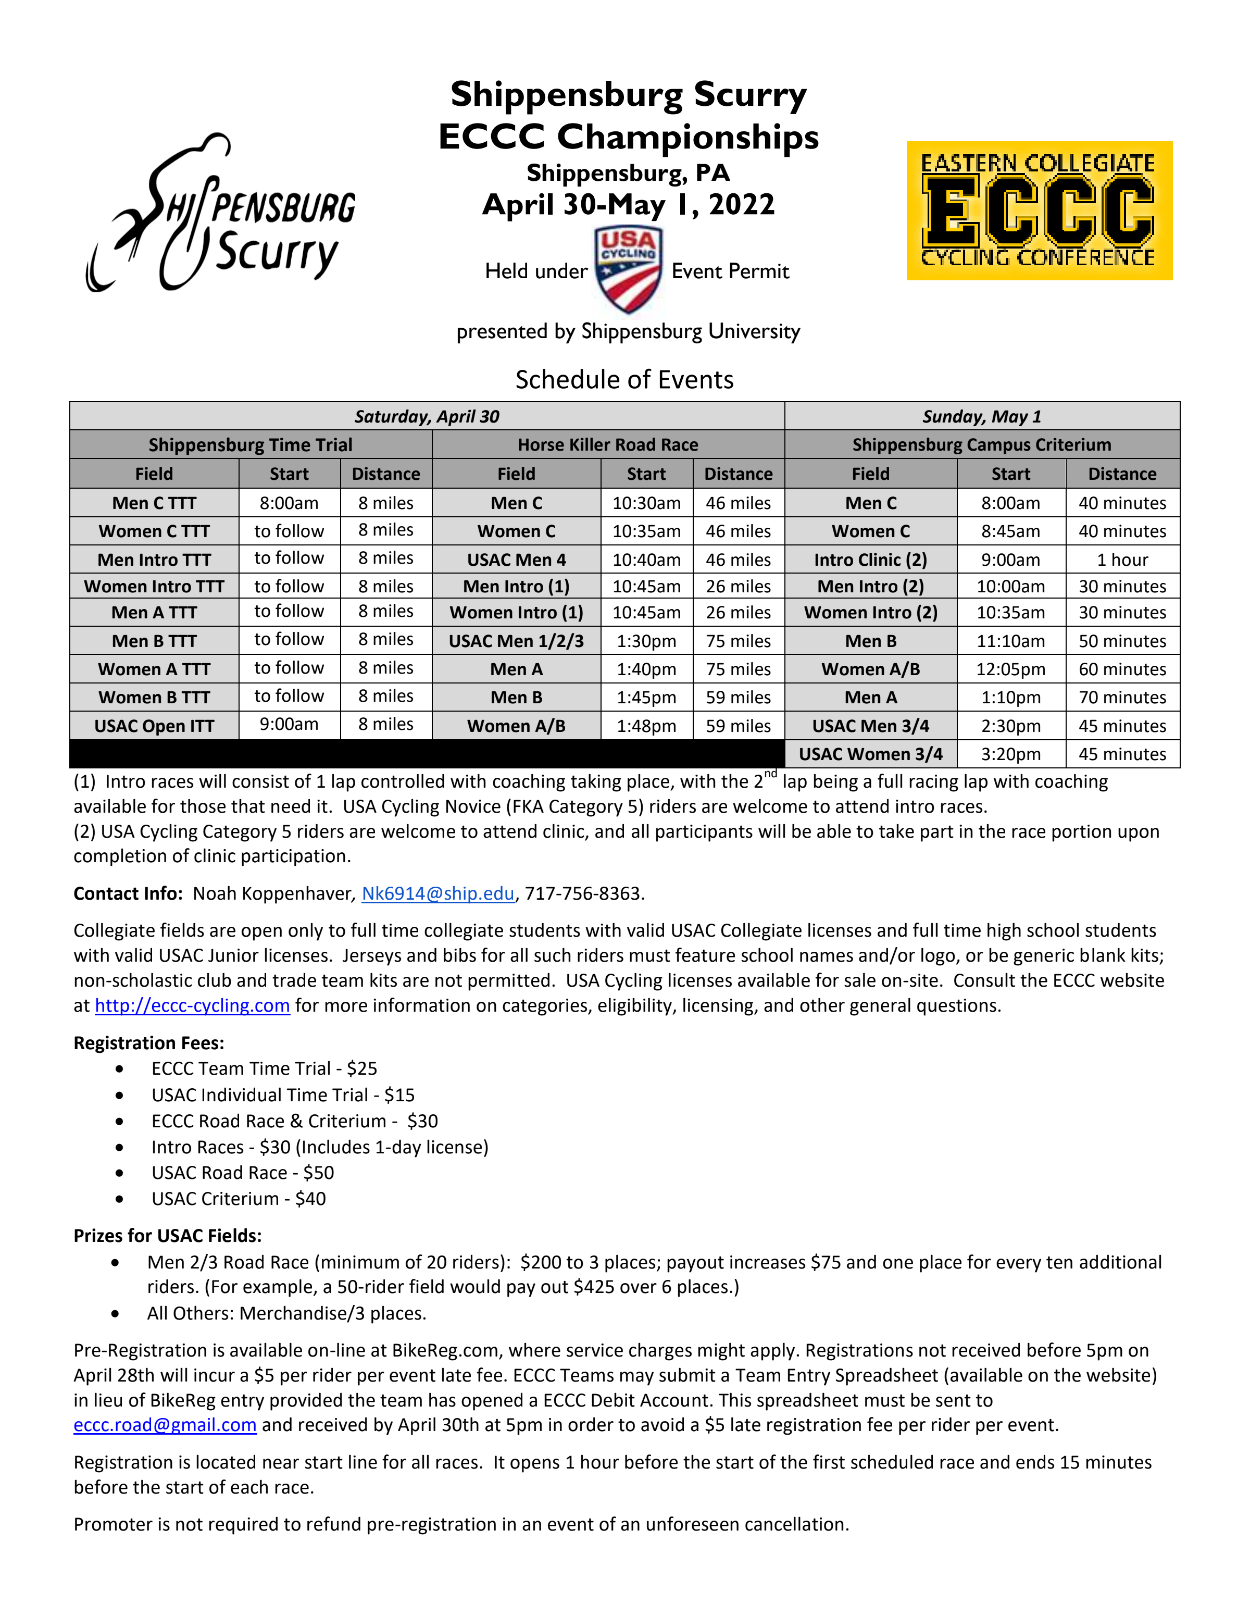 Shippensburg Scurry
ECCC Championships
Shippensburg, PA
April 30-May 1, 2022
SHIPPENSBURG
Scurry
EASTERN COLLEGIATE
ECCC
CYCLING CONFERENCE
Held under USA CYCLING Event Permit
presented by Shippensburg University
Schedule of Events
Saturday, April 30 Sunday, May 1
Shippensburg Time Trial Horse Killer Road Race Shippensburg Campus Criterium
Field Start Distance Field Start Distance Field Start Distance
Men C TTT 8:00am 8 miles Men C 10:30am 46 miles Men C 8:00am 40 minutes
Women C TTT to follow 8 miles Women C 10:35am 46 miles Women C 8:45am 40 minutes
Men Intro TTT to follow 8 miles USAC Men 4 10:40am 46 miles Intro Clinic (2) 9:00am 1 hour
Women Intro TTT to follow 8 miles Men Intro (1) 10:45am 26 miles Men Intro (2) 10:00am 30 minutes
Men A TTT to follow 8 miles Women Intro (1) 10:45am 26 miles Women Intro (2) 10:35am 30 minutes
Men B TTT to follow 8 miles USAC Men 1/2/3 1:30pm 75 miles Men B 11:10am 50 minutes
Women A TTT to follow 8 miles Men A 1:40pm 75 miles Women A/B 12:05pm 60 minutes
Women B TTT to follow 8 miles Men B 1:45pm 59 miles Men A 1:10pm 70 minutes
USAC Open ITT 9:00am 8 miles Women A/B 1:48pm 59 miles USAC Men 3/4 2:30pm 45 minutes
USAC Women 3/4 3:20pm 45 minutes
(1) Intro races will consist of 1 lap controlled with coaching taking place, with the 2nd lap being a full racing lap with coaching
available for those that need it. USA Cycling Novice (FKA Category 5) riders are welcome to attend intro races.
(2) USA Cycling Category 5 riders are welcome to attend clinic, and all participants will be able to take part in the race portion upon
completion of clinic participation.
Contact Info: Noah Koppenhaver, Nk6914@ship.edu, 717-756-8363.
Collegiate fields are open only to full time collegiate students with valid USAC Collegiate licenses and full time high school students
with valid USAC Junior licenses. Jerseys and bibs for all such riders must feature school names and/or logo, or be generic blank kits;
non-scholastic club and trade team kits are not permitted. USA Cycling licenses available for sale on-site. Consult the ECCC website
at http://eccc-cycling.com for more information on categories, eligibility, licensing, and other general questions.
Registration Fees:
• ECCC Team Time Trial - $25
• USAC Individual Time Trial - $15
• ECCC Road Race & Criterium - $30
• Intro Races - $30 (Includes 1-day license)
• USAC Road Race - $50
• USAC Criterium - $40
Prizes for USAC Fields:
• Men 2/3 Road Race (minimum of 20 riders): $200 to 3 places; payout increases $75 and one place for every ten additional
riders. (For example, a 50-rider field would pay out $425 over 6 places.)
• All Others: Merchandise/3 places.
Pre-Registration is available on-line at BikeReg.com, where service charges might apply. Registrations not received before 5pm on
April 28th will incur a $5 per rider per event late fee. ECCC Teams may submit a Team Entry Spreadsheet (available on the website)
in lieu of BikeReg entry provided the team has opened a ECCC Debit Account. This spreadsheet must be sent to
eccc.road@gmail.com and received by April 30th at 5pm in order to avoid a $5 late registration fee per rider per event.
Registration is located near start line for all races. It opens 1 hour before the start of the first scheduled race and ends 15 minutes
before the start of each race.
Promoter is not required to refund pre-registration in an event of an unforeseen cancellation.